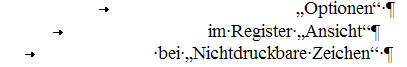 „Optionen“
im Register „Ansicht“
bei „Nichtdruckbare Zeichen“